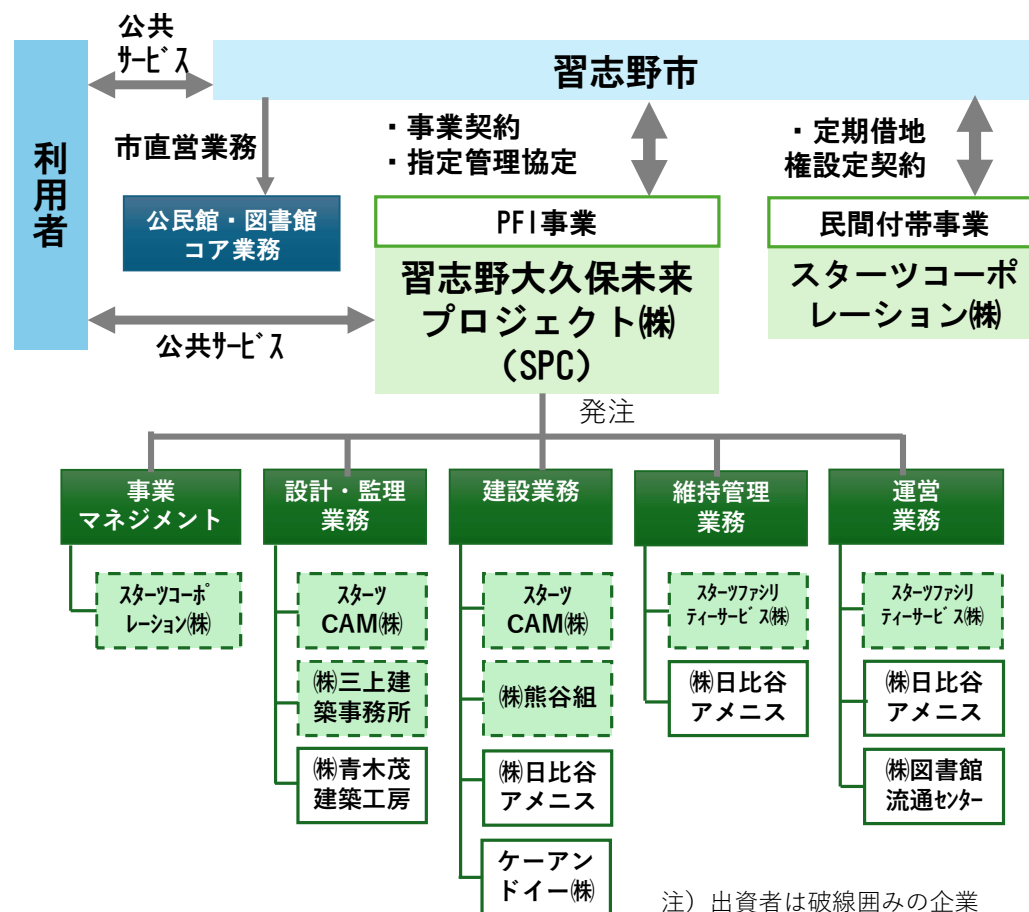 公共
ｻｰﾋﾞｽ
習志野市
利用者
市直営業務
・事業契約
・指定管理協定
・定期借地
権設定契約
公民館・図書館
コア業務
PFI事業
習志野大久保未来
プロジェクト㈱
（SPC）
民間付帯事業
スターツコーポ
レーション㈱
公共ｻｰﾋﾞｽ
発注
事業
マネジメント
ｽﾀｰﾂｺｰﾎﾟ
ﾚｰｼｮﾝ㈱
設計・監理
業務
ｽﾀｰﾂ
CAM㈱
㈱三上建
築事務所
㈱青木茂
建築工房
建設業務
ｽﾀｰﾂ
CAM㈱
㈱熊谷組
㈱日比谷
アメニス
ケーアン
ドイー㈱
維持管理
業務
ｽﾀｰﾂﾌｧｼﾘ
ﾃｨｰｻｰﾋﾞｽ㈱
㈱日比谷
アメニス
運営
業務
ｽﾀｰﾂﾌｧｼﾘ
ﾃｨｰｻｰﾋﾞｽ㈱
㈱日比谷
アメニス
㈱図書館
流通ｾﾝﾀｰ
注）出資者は破線囲みの企業